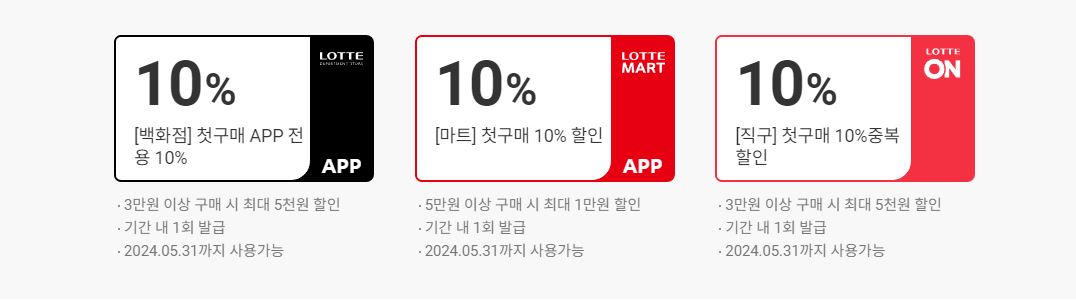 10%
LOTTE
DEPARTMENT STORE
[백화점] 첫구매 APP 전
용 10%
APP
· 3만원 이상 구매 시 최대 5천원 할인
· 기간 내 1회 발급
· 2024.05.31까지 사용가능
10%
LOTTE
MART
[마트] 첫구매 10% 할인
APP
· 5만원 이상 구매 시 최대 1만원 할인
· 기간 내 1회 발급
· 2024.05.31까지 사용가능
10%
LOTTE
ON
[직구] 첫구매 10%중복
할인
· 3만원 이상 구매 시 최대 5천원 할인
· 기간 내 1회 발급
· 2024.05.31까지 사용가능